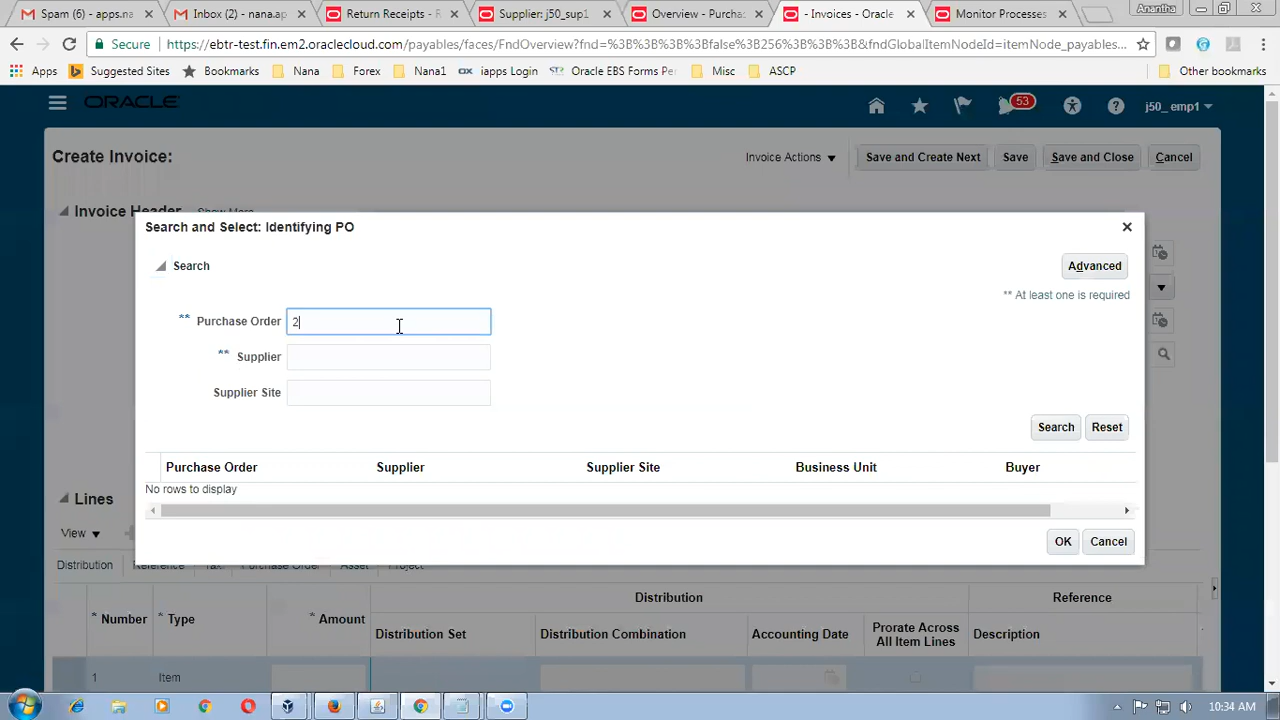 Spam (6) - apps.na
Inbox (2) - nana.ap
Return Receipts - R
Supplier: j50_sup1
Overview - Purchas
- Invoices - Oracle
Monitor Processes
Anantha
Secure
https://ebtr-test.fin.em2.oraclecloud.com/payables/faces/FndOverview?fnd=%3B%3B%3B%3Bfalse%2B256%3B%3B%3B&fndGlobalItemNodeId=itemNode_payables...
Apps
Suggested Sites
Bookmarks
Nana
Forex
Nana1
iapps Login
Oracle EBS Forms Per
Misc
ASCP
Other bookmarks
ORACLE
53
j50_emp1
Create Invoice:
Invoice Actions
Save and Create Next
Save
Save and Close
Cancel
Invoice Header
Search and Select: Identifying PO
Search
Advanced
** At least one is required
** Purchase Order 2
** Supplier
Supplier Site
Search
Reset
Purchase Order
Supplier
Supplier Site
Business Unit
Buyer
No rows to display
Lines
View
OK
Cancel
Distribution
Reference
Tax
Purchase Order
Asset
Project
* Number
* Type
* Amount
Distribution
Reference
Distribution Set
Distribution Combination
Accounting Date
Prorate Across
All Item Lines
Description
1
Item
10:34 AM